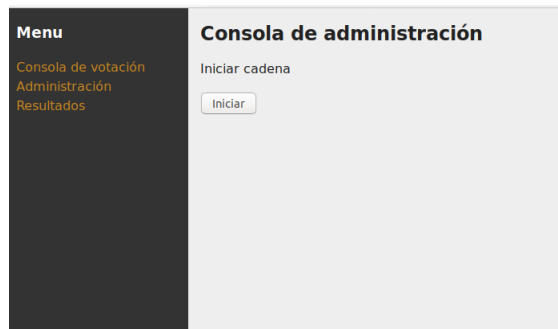 Menu
Consola de votación
Administración
Resultados
Consola de administración
Iniciar cadena
Iniciar